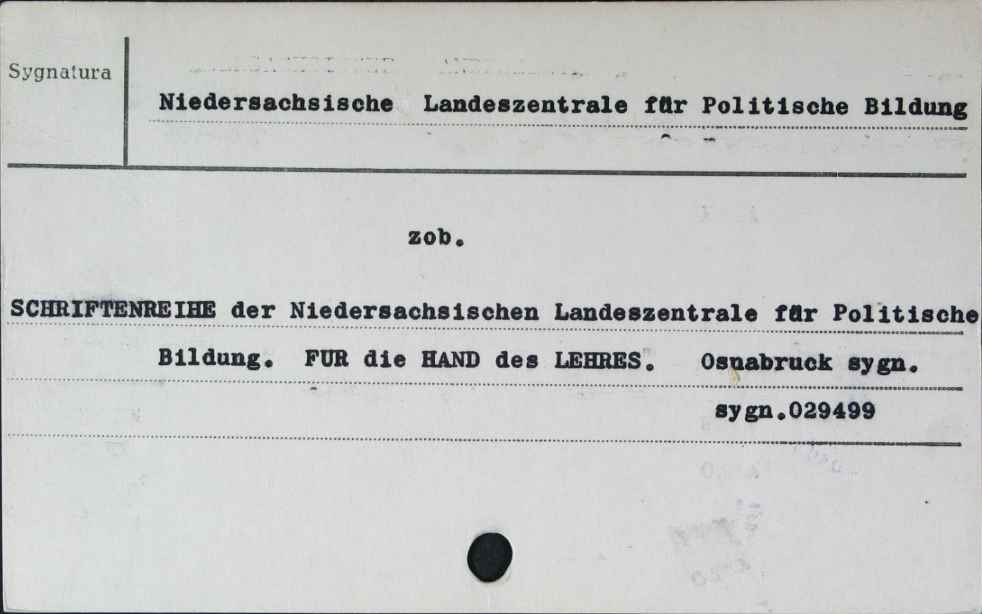 Sygnatura
Niedersachsische Landeszentrale für Politische Bildung
zob.
SCHRIFTENREIHE der Niedersachsischen Landeszentrale für Politische
Bildung. FUR die HAND des LEHRES. Osnabruck sygn.
sygn.029499